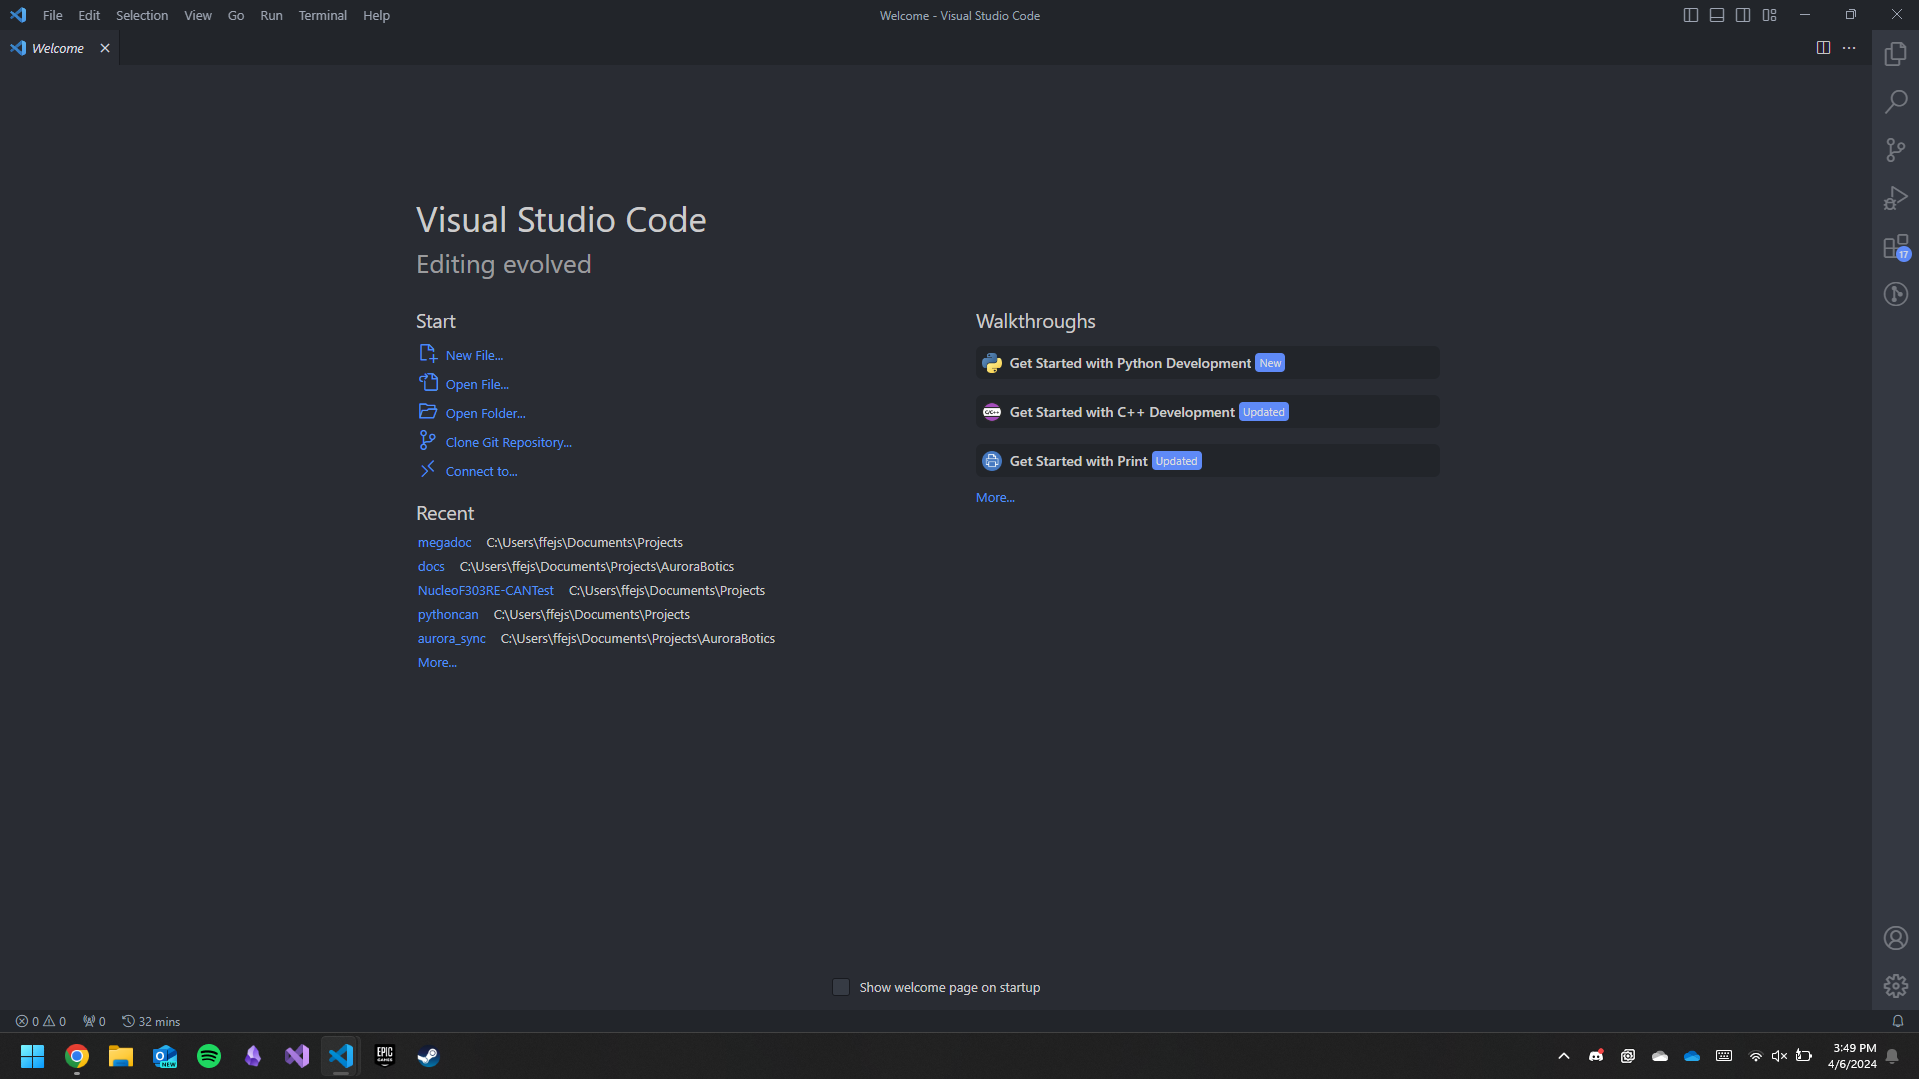 File Edit Selection View Go Run Terminal Help
Welcome - Visual Studio Code
Welcome
Visual Studio Code
Editing evolved
Start
New File...
Open File...
Open Folder...
Clone Git Repository...
Connect to...
Recent
megadoc C:\Users\ffejs\Documents\Projects
docs C:\Users\ffejs\Documents\Projects\AuroraBotics
NucleoF303RE-CANTest C:\Users\ffejs\Documents\Projects
pythoncan C:\Users\ffejs\Documents\Projects
aurora_sync C:\Users\ffejs\Documents\Projects\AuroraBotics
More...
Walkthroughs
Get Started with Python Development New
Get Started with C++ Development Updated
Get Started with Print Updated
More...
17
Show welcome page on startup
0 0 0 32 mins
NEW
EPIC GAMES
3:49 PM
4/6/2024